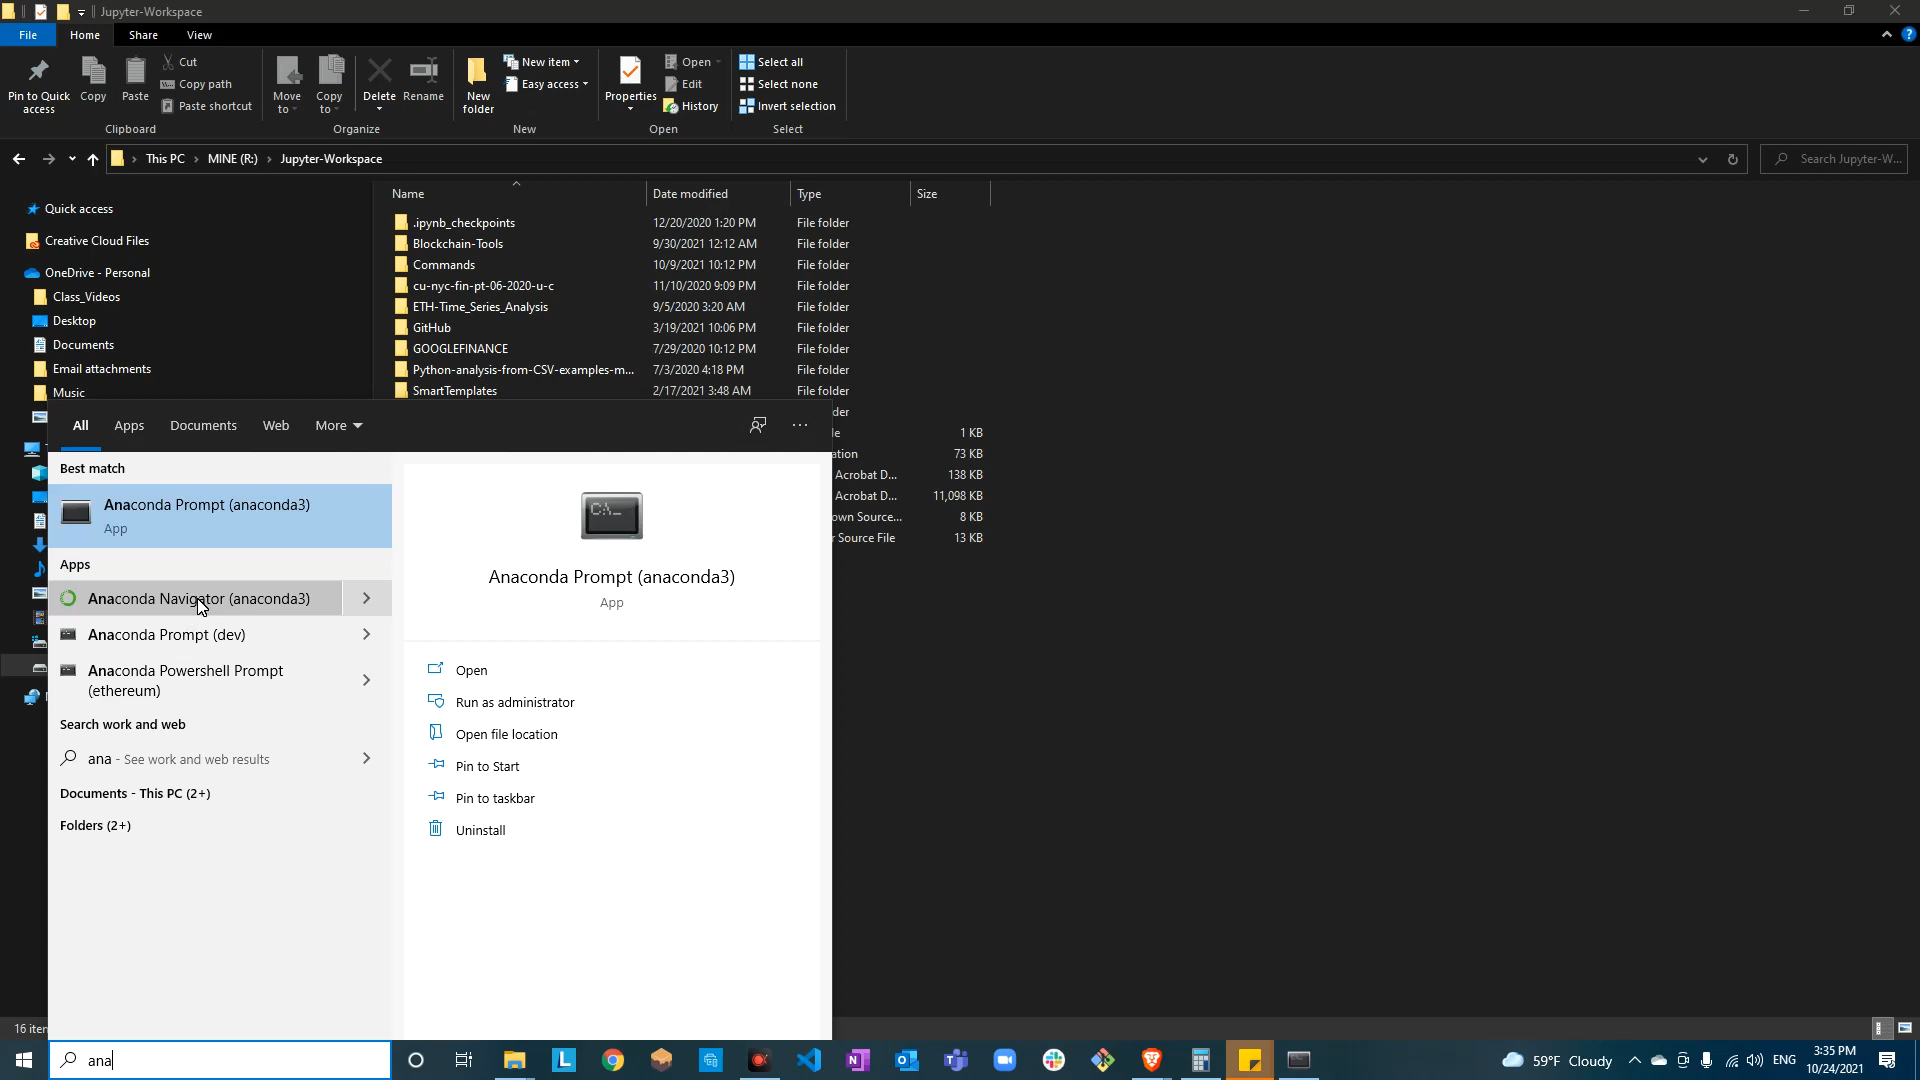 Jupyter-Workspace
File
Home
Share
View
Pin to Quick access
Copy
Paste
Cut
Copy path
Paste shortcut
Clipboard
Move to
Copy to
Delete
Rename
Organize
New folder
New item
Easy access
New
Properties
Open
Edit
History
Open
Select all
Select none
Invert selection
Select
This PC
MINE (R:)
Jupyter-Workspace
Search Jupyter-W...
Name
Date modified
Type
Size
Quick access
Creative Cloud Files
OneDrive - Personal
Class_Videos
Desktop
Documents
Email attachments
Music
.ipynb_checkpoints 12/20/2020 1:20 PM File folder
Blockchain-Tools 9/30/2021 12:12 AM File folder
Commands 10/9/2021 10:12 PM File folder
cu-nyc-fin-pt-06-2020-u-c 11/10/2020 9:09 PM File folder
ETH-Time_Series_Analysis 9/5/2020 3:20 AM File folder
GitHub 3/19/2021 10:06 PM File folder
GOOGLEFINANCE 7/29/2020 10:12 PM File folder
Python-analysis-from-CSV-examples-m... 7/3/2020 4:18 PM File folder
SmartTemplates 2/17/2021 3:48 AM File folder
der
le 1 KB
ation 73 KB
Acrobat D... 138 KB
Acrobat D... 11,098 KB
own Source... 8 KB
r Source File 13 KB
All
Apps
Documents
Web
More
Best match
Anaconda Prompt (anaconda3)
App
Apps
Anaconda Navigator (anaconda3)
Anaconda Prompt (dev)
Anaconda Powershell Prompt
(ethereum)
Search work and web
ana - See work and web results
Documents - This PC (2+)
Folders (2+)
C:\_
Anaconda Prompt (anaconda3)
App
Open
Run as administrator
Open file location
Pin to Start
Pin to taskbar
Uninstall
16 item
ana
59°F Cloudy
ENG
3:35 PM
10/24/2021